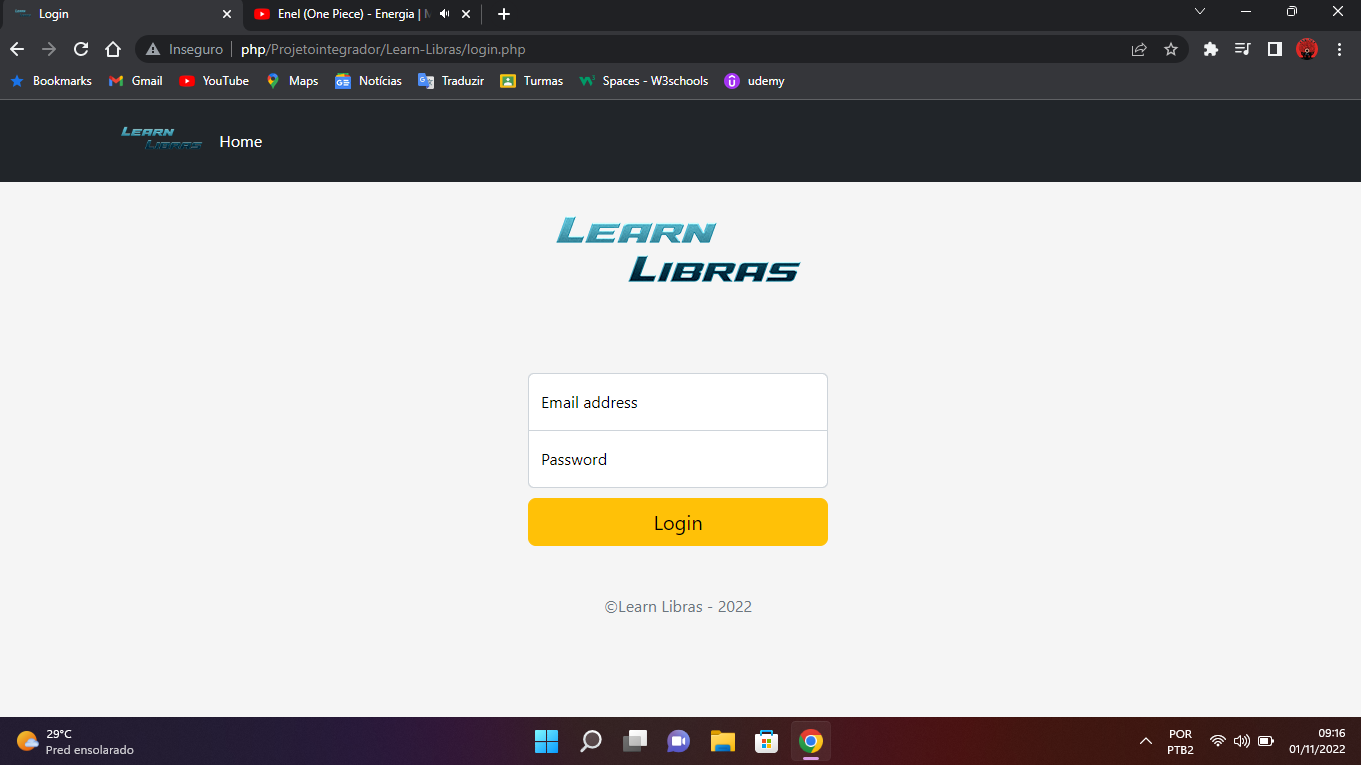 Login
Enel (One Piece) - Energia |
Inseguro
php/Projetointegrador/Learn-Libras/login.php
Bookmarks
Gmail
YouTube
Maps
Notícias
Traduzir
Turmas
Spaces - W3schools
udemy
LEARN
LIBRAS
Home
LEARN
LIBRAS
Email address
Password
Login
©Learn Libras - 2022
29°C
Pred ensolarado
POR
PTB2
09:16
01/11/2022